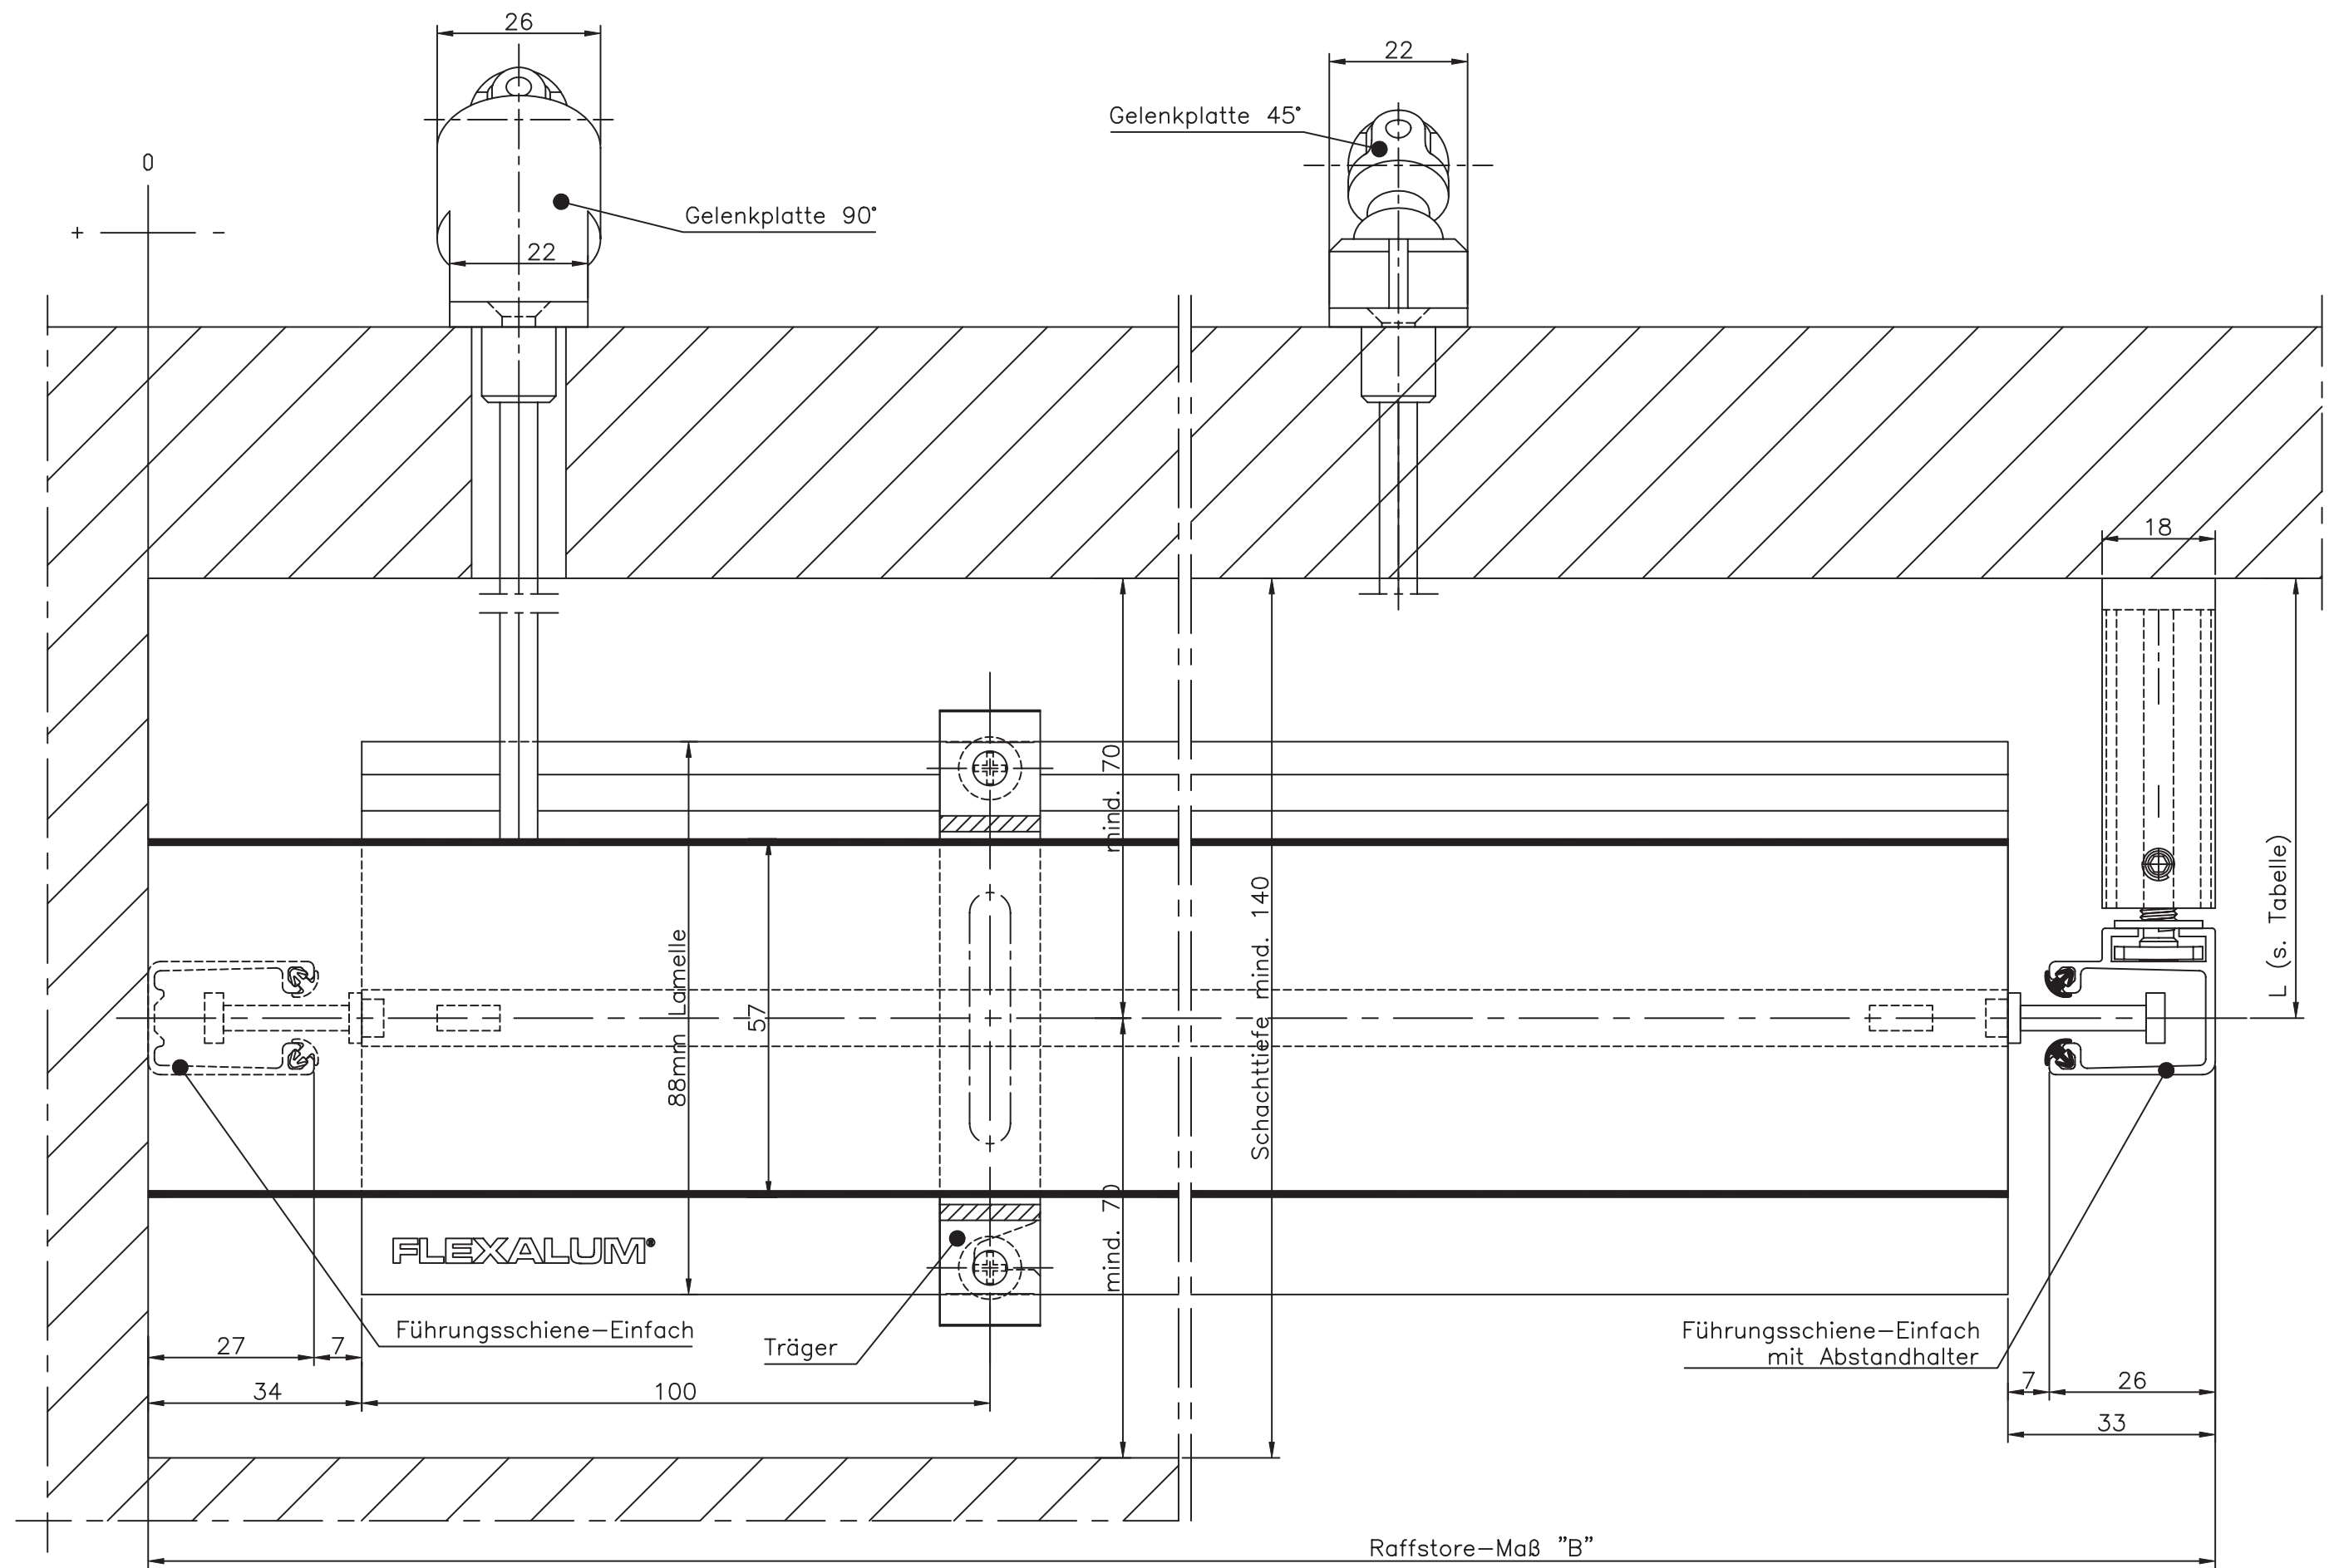 26
22
Gelenkplatte 45°
0
+ -
Gelenkplatte 90°
22
18
mind. 70
L (s. Tabelle)
88mm Lamelle
57
Schachttiefe mind. 140
mind. 70
FLEXALUM®
Führungsschiene-Einfach
Träger
Führungsschiene-Einfach
mit Abstandhalter
27
7
34
100
7
26
33
Raffstore-Maß "B"